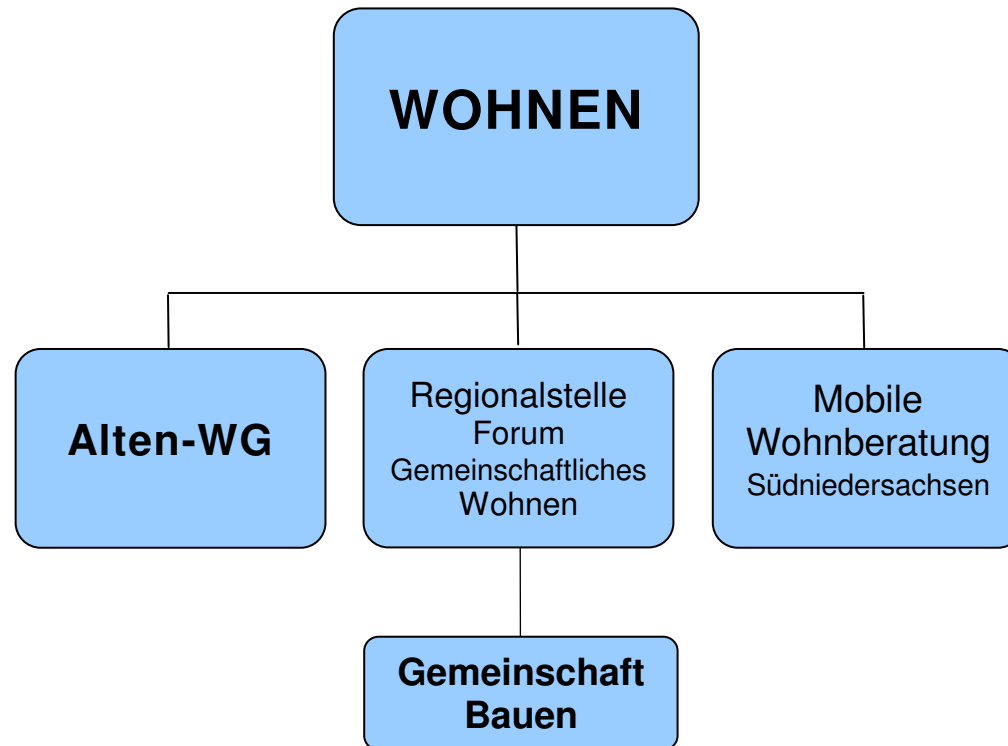 WOHNEN
Alten-WG
Regionalstelle
Forum
Gemeinschaftliches
Wohnen
Mobile
Wohnberatung
Südniedersachsen
Gemeinschaft
Bauen